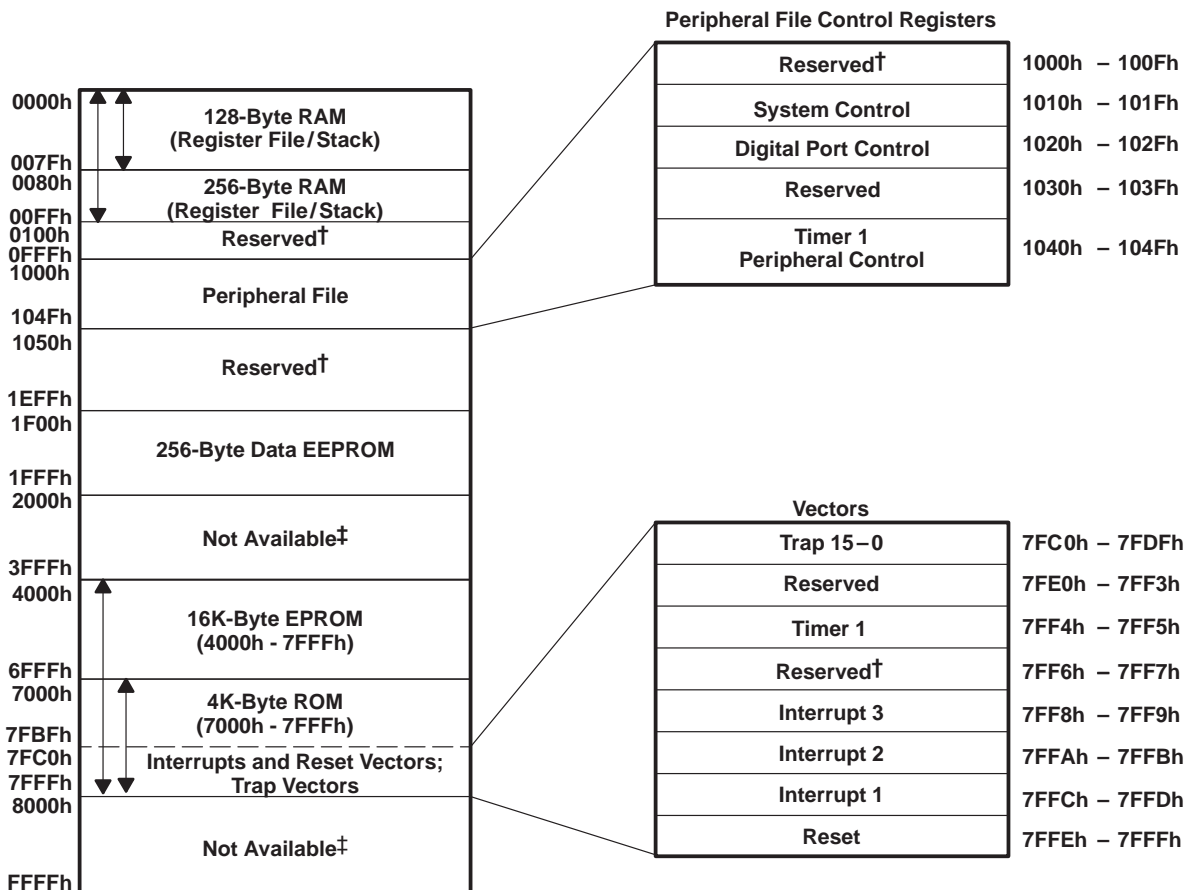 Peripheral File Control Registers
Reserved† 1000h – 100Fh
System Control 1010h – 101Fh
Digital Port Control 1020h – 102Fh
Reserved 1030h – 103Fh
Timer 1
Peripheral Control 1040h – 104Fh
0000h
128-Byte RAM
(Register File/Stack)
007Fh
0080h
256-Byte RAM
(Register File/Stack)
00FFh
0100h
Reserved†
0FFFh
1000h
Peripheral File
104Fh
1050h
Reserved†
1EFFh
1F00h
256-Byte Data EEPROM
1FFFh
2000h
Not Available‡
3FFFh
4000h
16K-Byte EPROM
(4000h - 7FFFh)
6FFFh
7000h
4K-Byte ROM
(7000h - 7FFFh)
7FBFh
7FC0h
Interrupts and Reset Vectors;
Trap Vectors
7FFFh
8000h
Not Available‡
FFFFh
Vectors
Trap 15–0 7FC0h – 7FDFh
Reserved 7FE0h – 7FF3h
Timer 1 7FF4h – 7FF5h
Reserved† 7FF6h – 7FF7h
Interrupt 3 7FF8h – 7FF9h
Interrupt 2 7FFAh – 7FFBh
Interrupt 1 7FFCh – 7FFDh
Reset 7FFEh – 7FFFh